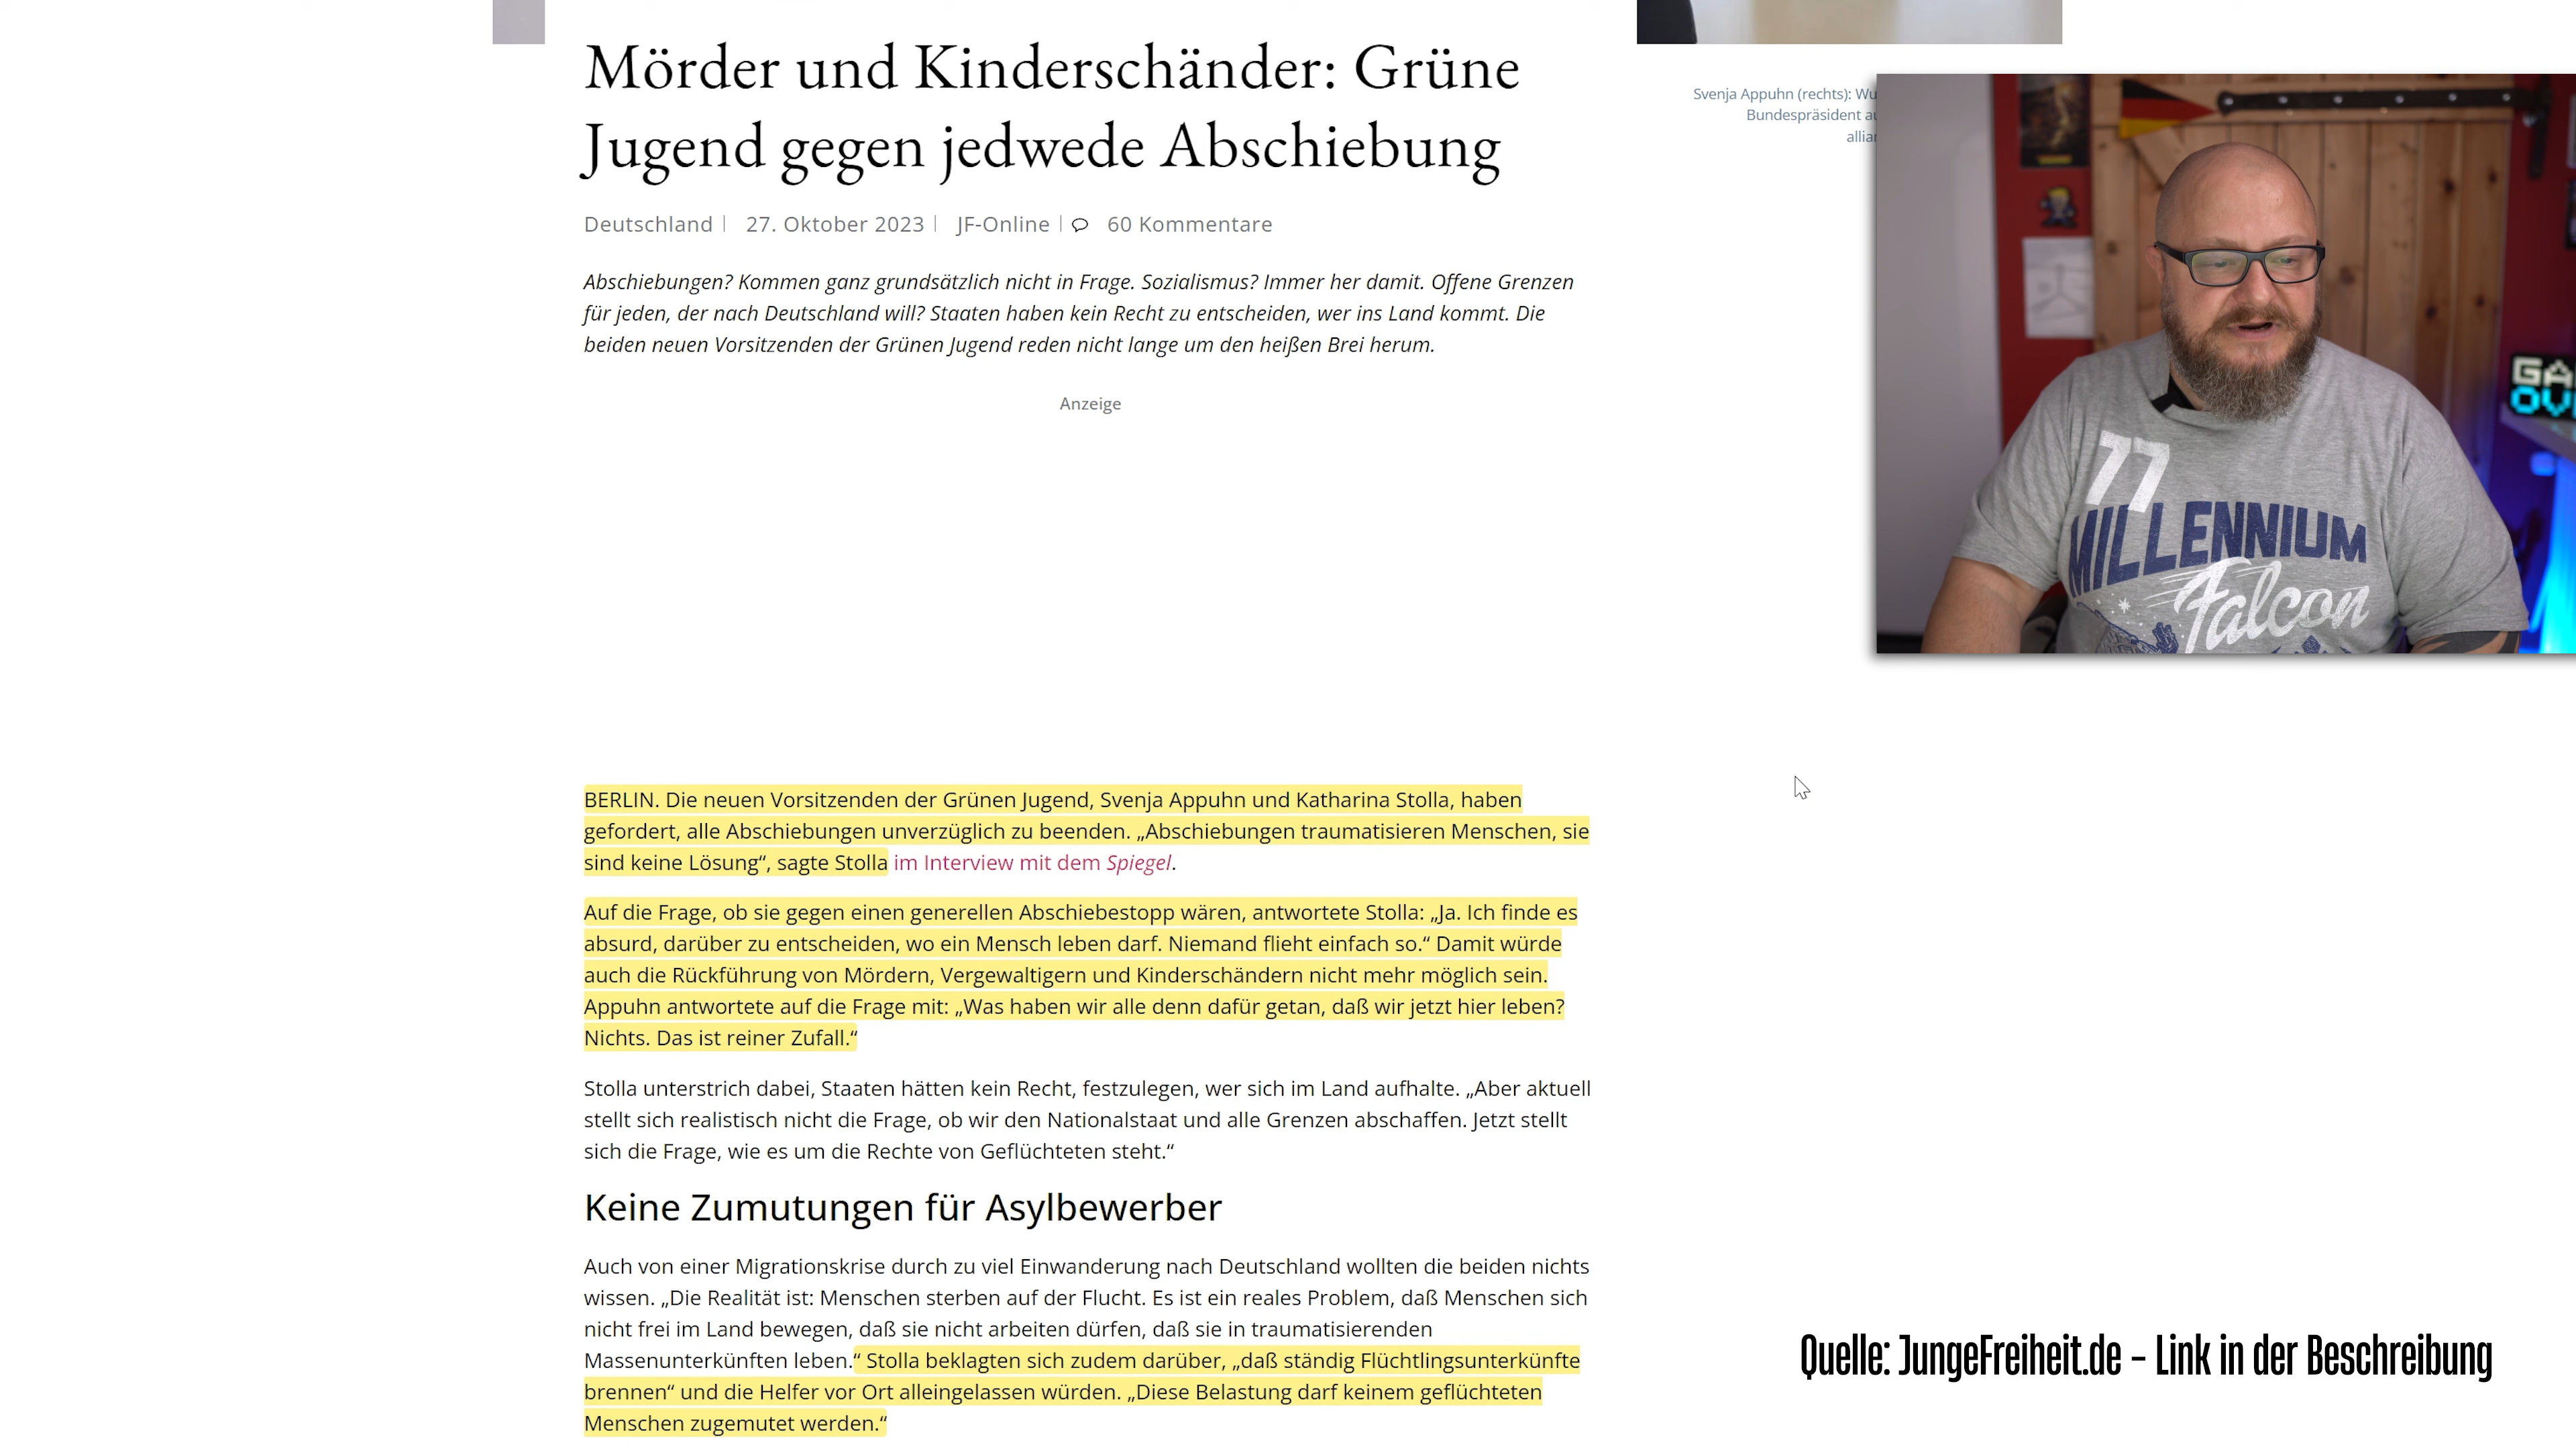 Mörder und Kinderschänder: Grüne
Jugend gegen jedwede Abschiebung
Deutschland | 27. Oktober 2023 | JF-Online | 60 Kommentare
Abschiebungen? Kommen ganz grundsätzlich nicht in Frage. Sozialismus? Immer her damit. Offene Grenzen
für jeden, der nach Deutschland will? Staaten haben kein Recht zu entscheiden, wer ins Land kommt. Die
beiden neuen Vorsitzenden der Grünen Jugend reden nicht lange um den heißen Brei herum.
Anzeige
BERLIN. Die neuen Vorsitzenden der Grünen Jugend, Svenja Appuhn und Katharina Stolla, haben
gefordert, alle Abschiebungen unverzüglich zu beenden. „Abschiebungen traumatisieren Menschen, sie
sind keine Lösung“, sagte Stolla im Interview mit dem Spiegel.
Auf die Frage, ob sie gegen einen generellen Abschiebestopp wären, antwortete Stolla: „Ja. Ich finde es
absurd, darüber zu entscheiden, wo ein Mensch leben darf. Niemand flieht einfach so.“ Damit würde
auch die Rückführung von Mördern, Vergewaltigern und Kinderschändern nicht mehr möglich sein.
Appuhn antwortete auf die Frage mit: „Was haben wir alle denn dafür getan, daß wir jetzt hier leben?
Nichts. Das ist reiner Zufall.“
Stolla unterstrich dabei, Staaten hätten kein Recht, festzulegen, wer sich im Land aufhalte. „Aber aktuell
stellt sich realistisch nicht die Frage, ob wir den Nationalstaat und alle Grenzen abschaffen. Jetzt stellt
sich die Frage, wie es um die Rechte von Geflüchteten steht.“
Keine Zumutungen für Asylbewerber
Auch von einer Migrationskrise durch zu viel Einwanderung nach Deutschland wollten die beiden nichts
wissen. „Die Realität ist: Menschen sterben auf der Flucht. Es ist ein reales Problem, daß Menschen sich
nicht frei im Land bewegen, daß sie nicht arbeiten dürfen, daß sie in traumatisierenden
Massenunterkünften leben.“ Stolla beklagten sich zudem darüber, „daß ständig Flüchtlingsunterkünfte
brennen“ und die Helfer vor Ort alleingelassen würden. „Diese Belastung darf keinem geflüchteten
Menschen zugemutet werden.“
Svenja Appuhn (rechts): Wu
Bundespräsident au
allian
77
MILLENNIUM
Falcon
GA
OV
Quelle: JungeFreiheit.de – Link in der Beschreibung